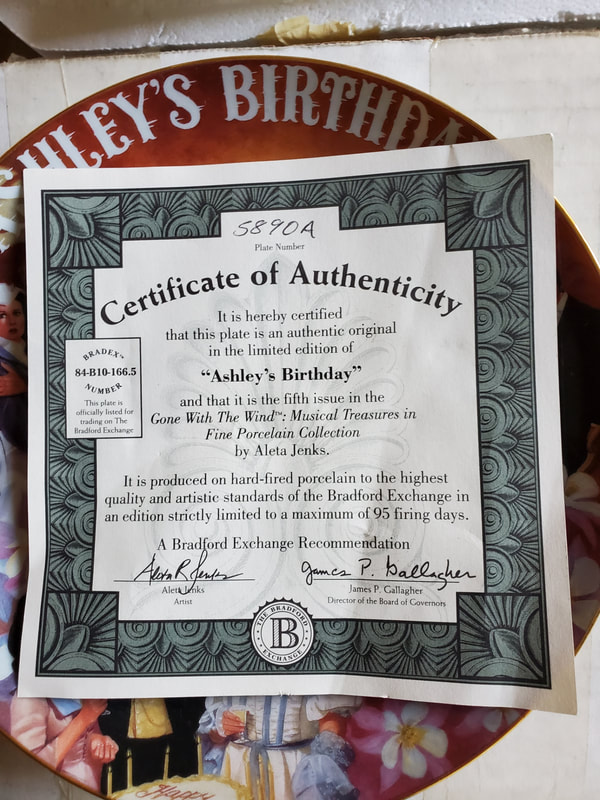 HLEY'S BIRTHDA
5890A
Plate Number
Certificate of Authenticity
It is hereby certified
that this plate is an authentic original
in the limited edition of
“Ashley's Birthday”
and that it is the fifth issue in the
Gone With The Wind™: Musical Treasures in
Fine Porcelain Collection
by Aleta Jenks.
BRADEX™
84-B10-166.5
NUMBER
This plate is
officially listed for
trading on The
Bradford Exchange
It is produced on hard-fired porcelain to the highest
quality and artistic standards of the Bradford Exchange in
an edition strictly limited to a maximum of 95 firing days.
A Bradford Exchange Recommendation
Aleta R Jenks
James P. Gallagher
Aleta Jenks
Artist
James P. Gallagher
Director of the Board of Governors
THE BRADFORD
B
EXCHANGE
Happy